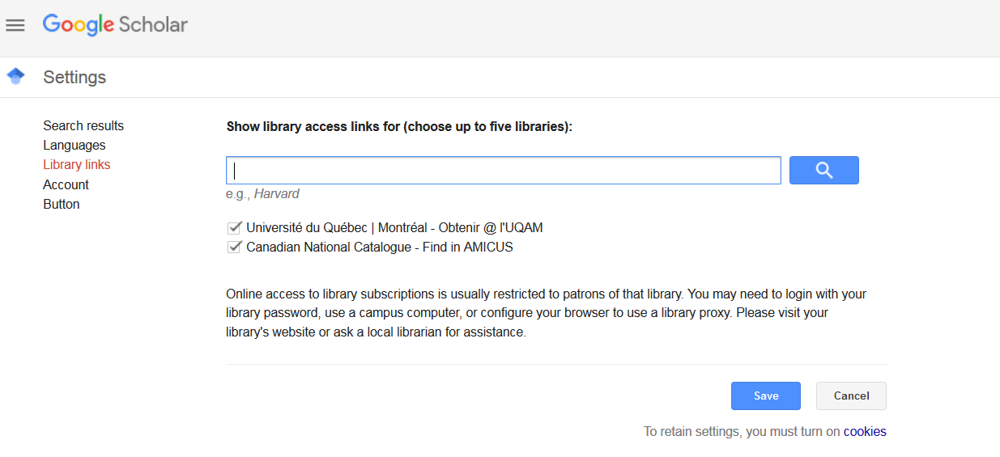 Google Scholar
Settings
Search results
Languages
Library links
Account
Button
Show library access links for (choose up to five libraries):
e.g., Harvard
Université du Québec | Montréal - Obtenir @ l'UQAM
Canadian National Catalogue - Find in AMICUS
Online access to library subscriptions is usually restricted to patrons of that library. You may need to login with your
library password, use a campus computer, or configure your browser to use a library proxy. Please visit your
library's website or ask a local librarian for assistance.
Save Cancel
To retain settings, you must turn on cookies